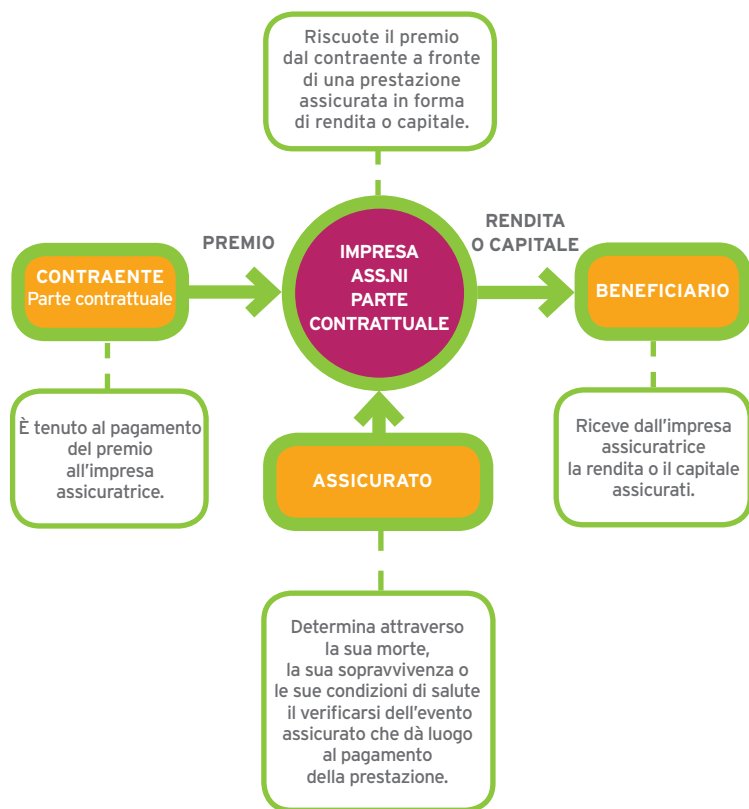 Riscuote il premio
dal contraente a fronte
di una prestazione
assicurata in forma
di rendita o capitale.
PREMIO
RENDITA
O CAPITALE
CONTRAENTE
Parte contrattuale
IMPRESA
ASS.NI
PARTE
CONTRATTUALE
BENEFICIARIO
È tenuto al pagamento
del premio
all'impresa
assicuratrice.
ASSICURATO
Riceve dall'impresa
assicuratrice
la rendita o il capitale
assicurati.
Determina attraverso
la sua morte,
la sua sopravvivenza o
le sue condizioni di salute
il verificarsi dell'evento
assicurato che dà luogo
al pagamento
della prestazione.